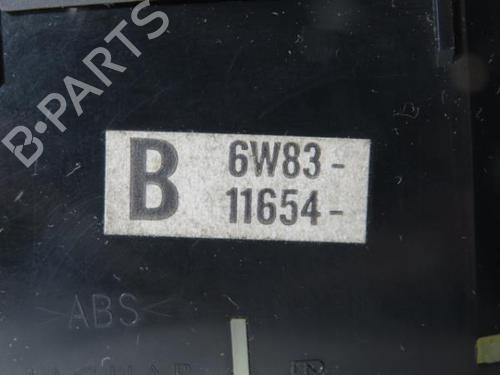 B·PARTS
B 6W83-
11654-
>ABS<